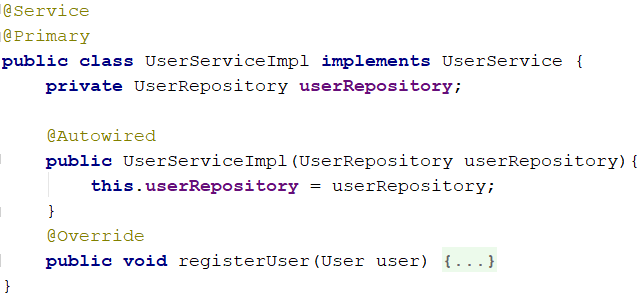 @Service
@Primary
public class UserServiceImpl implements UserService {
    private UserRepository userRepository;
    @Autowired
    public UserServiceImpl(UserRepository userRepository){
        this.userRepository = userRepository;
    }
    @Override
    public void registerUser(User user) {...}
}